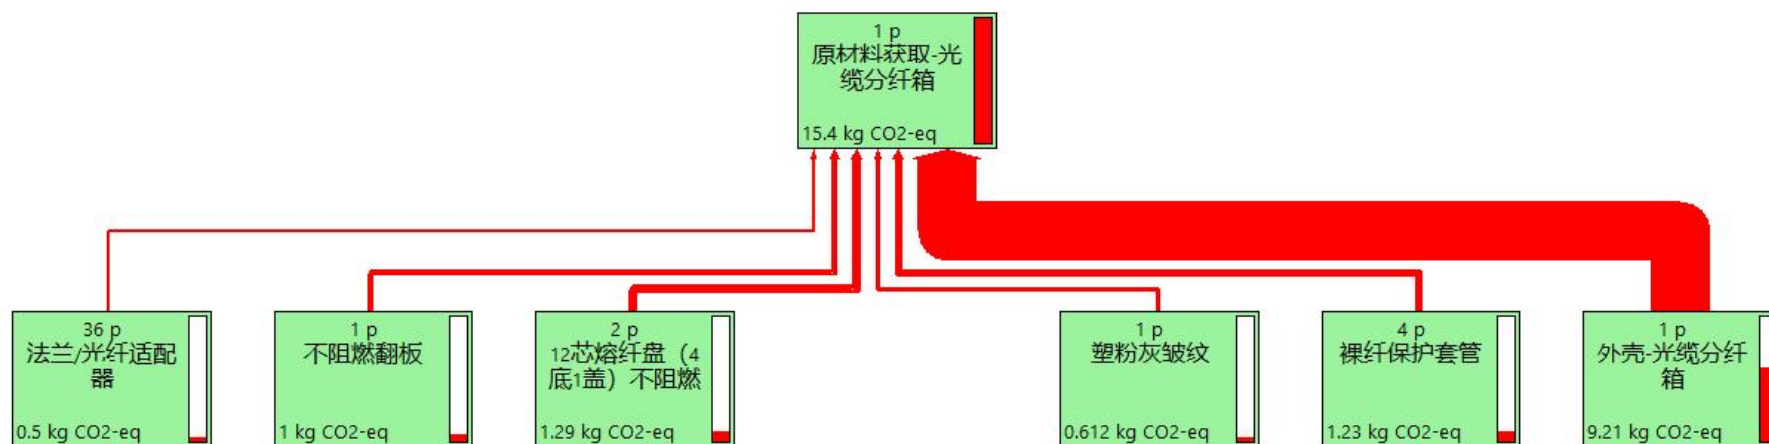 1 p
原材料获取-光
缆分纤箱
15.4 kg CO2-eq
36 p
法兰/光纤适配
器
0.5 kg CO2-eq
1 p
不阻燃翻板
1 kg CO2-eq
2 p
12芯熔纤盘（4
底1盖）不阻燃
1.29 kg CO2-eq
1 p
塑粉灰皱纹
0.612 kg CO2-eq
4 p
裸纤保护套管
1.23 kg CO2-eq
1 p
外壳-光缆分纤
箱
9.21 kg CO2-eq